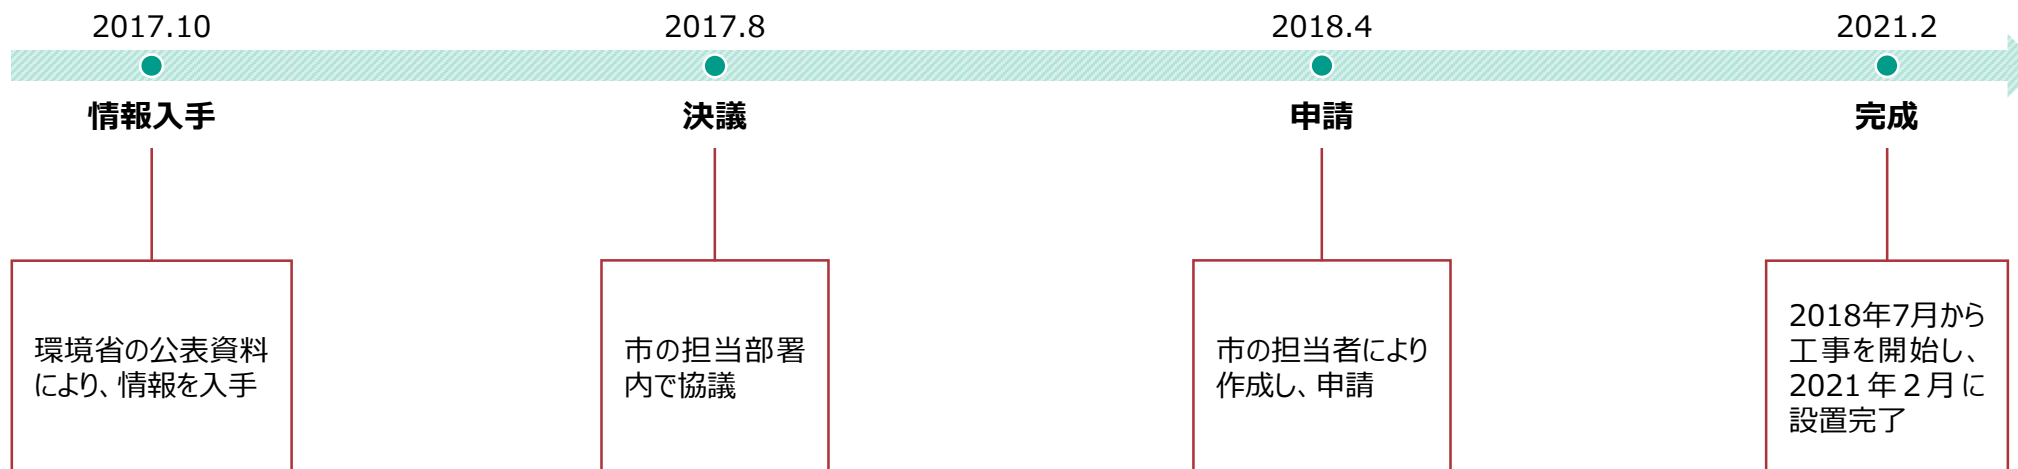 2017.10
2017.8
2018.4
2021.2
情報入手
決議
申請
完成
環境省の公表資料
により、情報を入手
市の担当部署
内で協議
市の担当者により
作成し、申請
2018年7月から
工事を開始し、
2021年2月に
設置完了